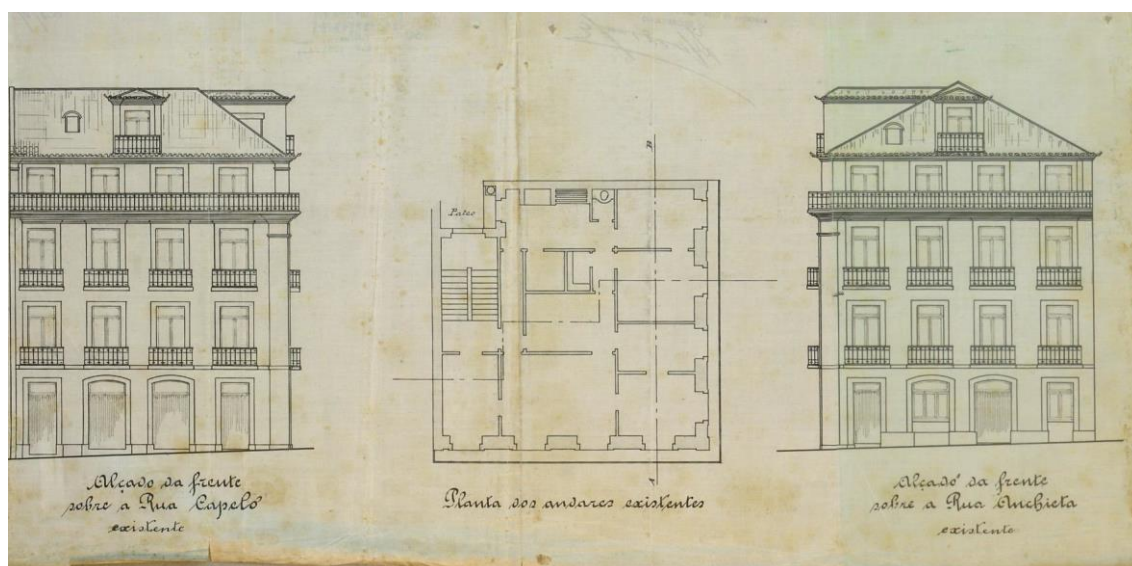 Pateo
Alçado da frente
sobre a Rua Capelo
existente
Planta dos andares existentes
Alçado da frente
sobre a Rua Anchieta
existente